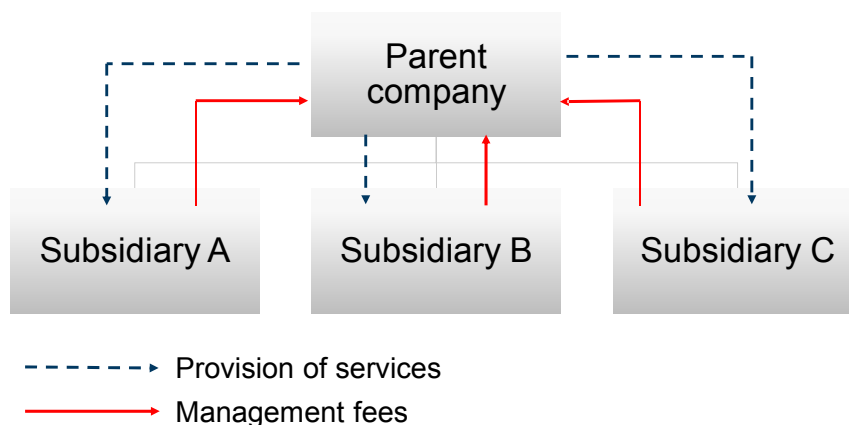 Parent
company
Subsidiary A
Subsidiary B
Subsidiary C
Provision of services
Management fees